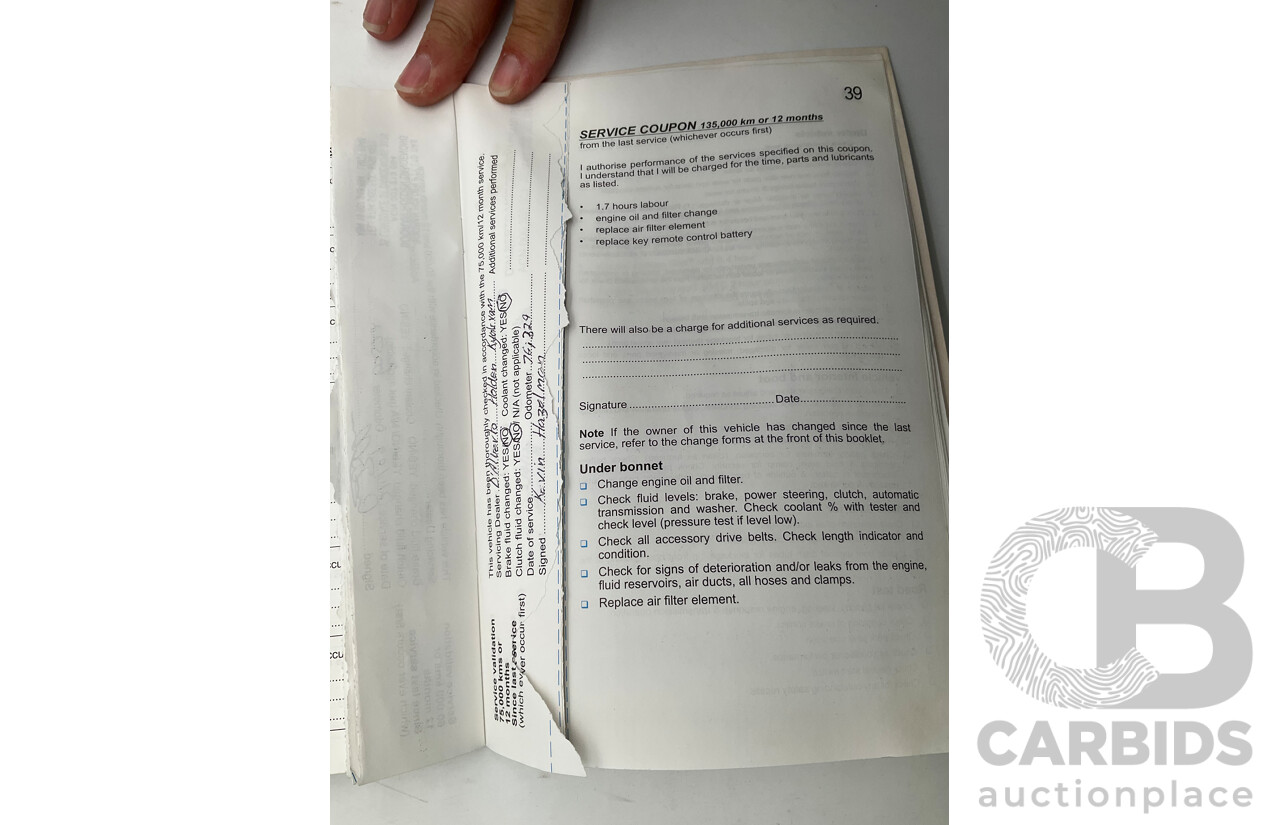 39
SERVICE COUPON 135,000 km or 12 months
from the last service (whichever occurs first)
I authorise performance of the services specified on this coupon.
I understand that I will be charged for the time, parts and lubricants
as listed.
• 1.7 hours labour
• engine oil and filter change
• replace air filter element
• replace key remote control battery
There will also be a charge for additional services as required.
Signature Date
Note If the owner of this vehicle has changed since the last
service, refer to the change forms at the front of this booklet.
Under bonnet
Change engine oil and filter.
Check fluid levels: brake, power steering, clutch, automatic
transmission and washer. Check coolant % with tester and
check level (pressure test if level low).
Check all accessory drive belts. Check length indicator and
condition.
Check for signs of deterioration and/or leaks from the engine,
fluid reservoirs, air ducts, all hoses and clamps.
Replace air filter element.
Service validation
75,000 kms or
12 months
Since last service
(which ever occur first)
This vehicle has been thoroughly checked in accordance with the 75,000 km/12 month service.
Servicing Dealer D'Alberto Holden Kyabram Additional services performed
Brake fluid changed: YES/NO Coolant changed: YES/NO
Clutch fluid changed: YES/NO N/A (not applicable)
Date of service Odometer
Signed Kevin Hazelman
CB
CARBIDS
auctionplace